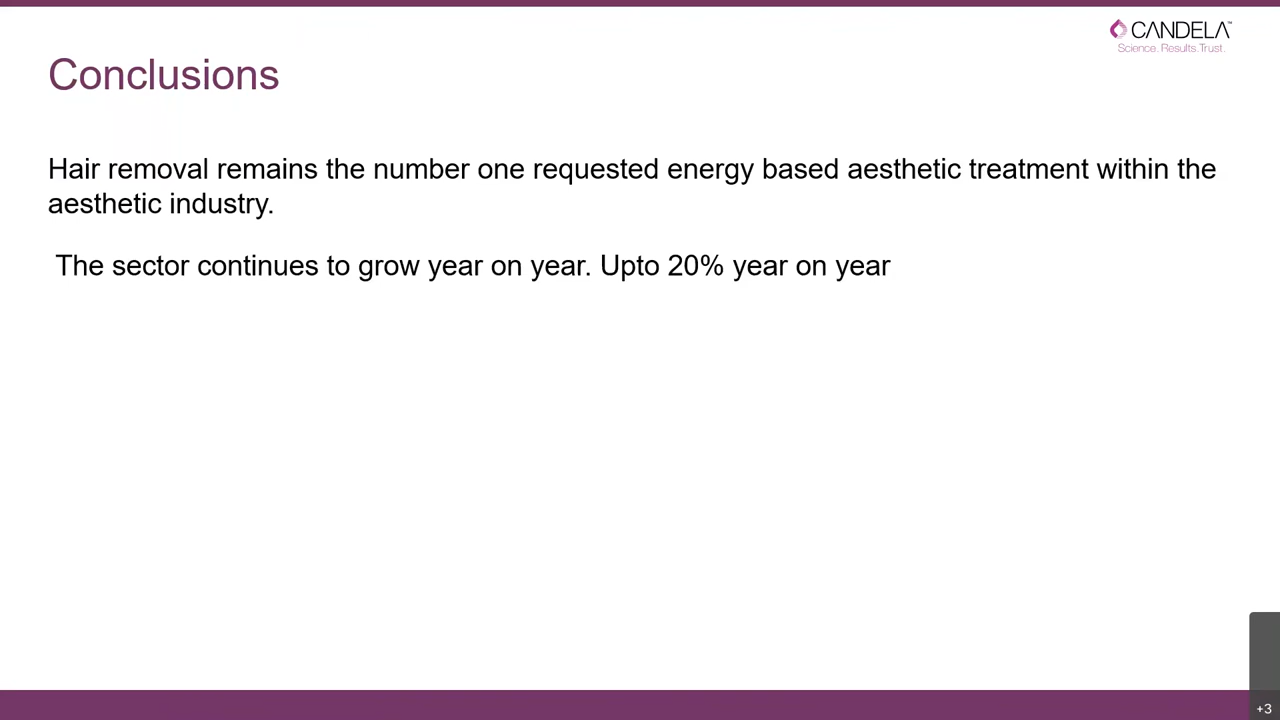 CANDELA™
Science. Results. Trust.
Conclusions
Hair removal remains the number one requested energy based aesthetic treatment within the
aesthetic industry.
The sector continues to grow year on year. Upto 20% year on year
+3